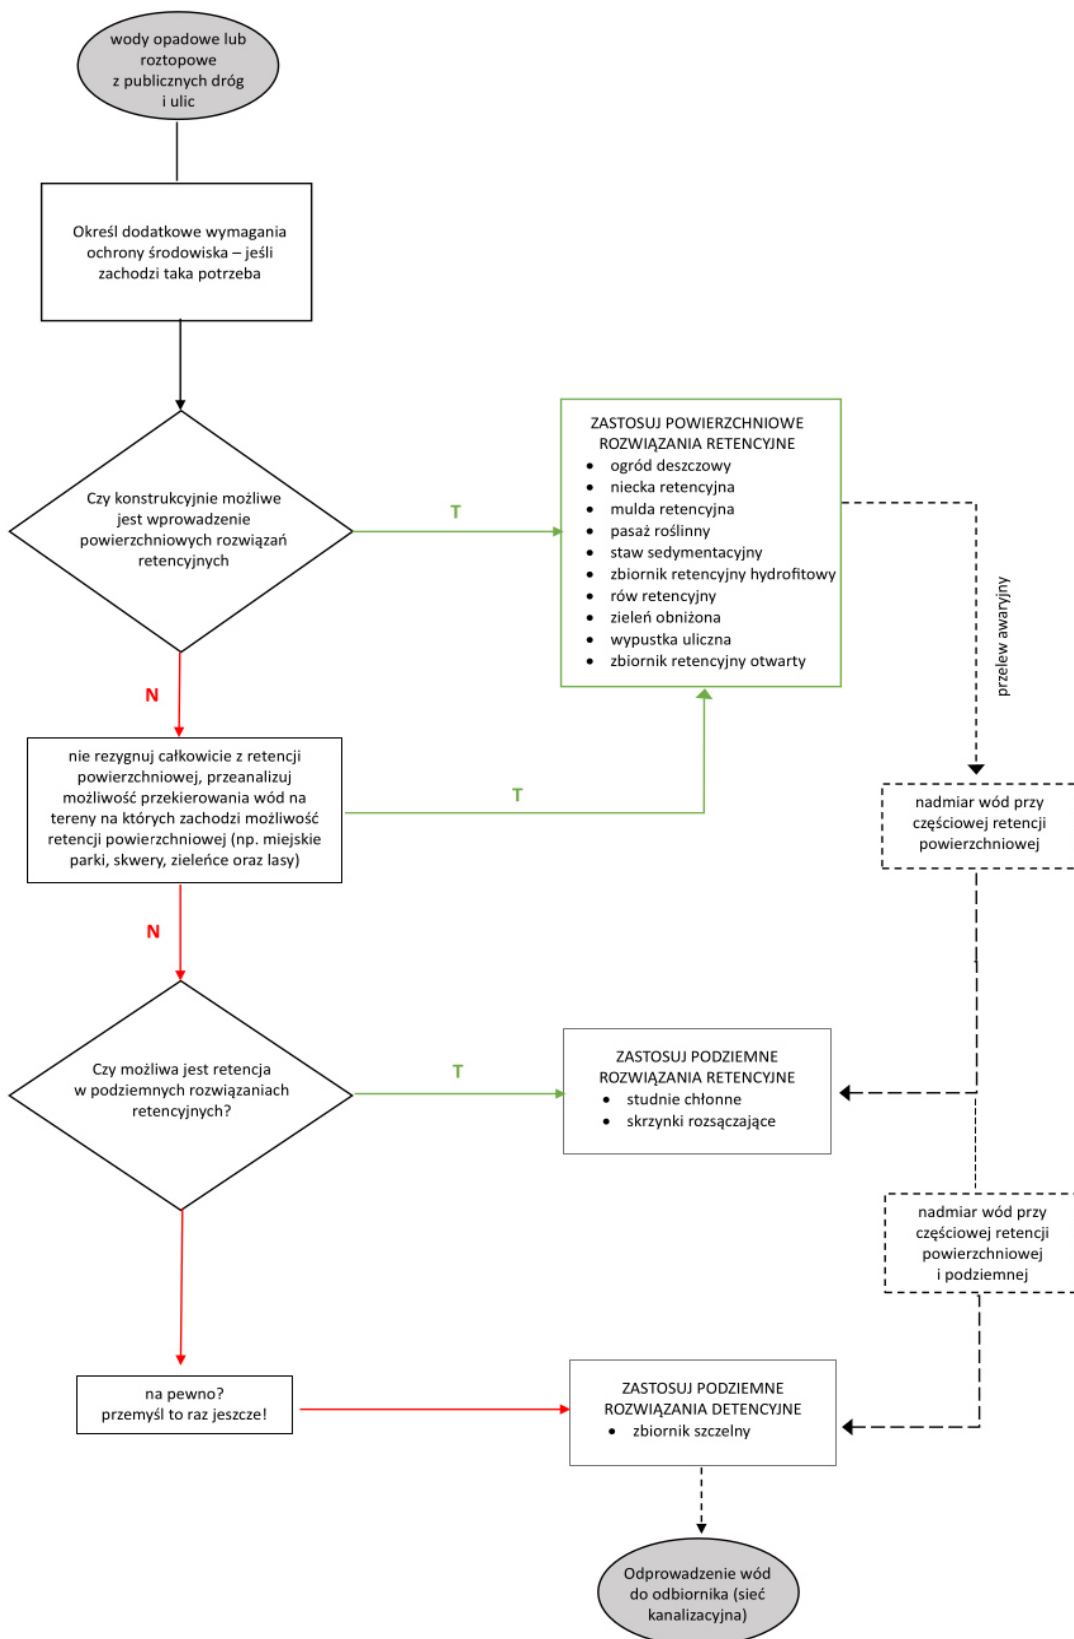 wody opadowe lub
roztopowe
z publicznych dróg
i ulic
Określ dodatkowe wymagania
ochrony środowiska – jeśli
zachodzi taka potrzeba
Czy konstrukcyjnie możliwe
jest wprowadzenie
powierzchniowych rozwiązań
retencyjnych
T
ZASTOSUJ POWIERZCHNIOWE
ROZWIĄZANIA RETENCYJNE
• ogród deszczowy
• niecka retencyjna
• mulda retencyjna
• pasaż roślinny
• staw sedymentacyjny
• zbiornik retencyjny hydrofitowy
• rów retencyjny
• zieleń obniżona
• wypustka uliczna
• zbiornik retencyjny otwarty
przelew awaryjny
N
nie rezygnuj całkowicie z retencji
powierzchniowej, przeanalizuj
możliwość przekierowania wód na
tereny na których zachodzi możliwość
retencji powierzchniowej (np. miejskie
parki, skwery, zieleńce oraz lasy)
T
nadmiar wód przy
częściowej retencji
powierzchniowej
N
Czy możliwa jest retencja
w podziemnych rozwiązaniach
retencyjnych?
T
ZASTOSUJ PODZIEMNE
ROZWIĄZANIA RETENCYJNE
• studnie chłonne
• skrzynki rozsączające
nadmiar wód przy
częściowej retencji
powierzchniowej
i podziemnej
na pewno?
przemyśl to raz jeszcze!
ZASTOSUJ PODZIEMNE
ROZWIĄZANIA DETENCYJNE
• zbiornik szczelny
Odprowadzenie wód
do odbiornika (sieć
kanalizacyjna)